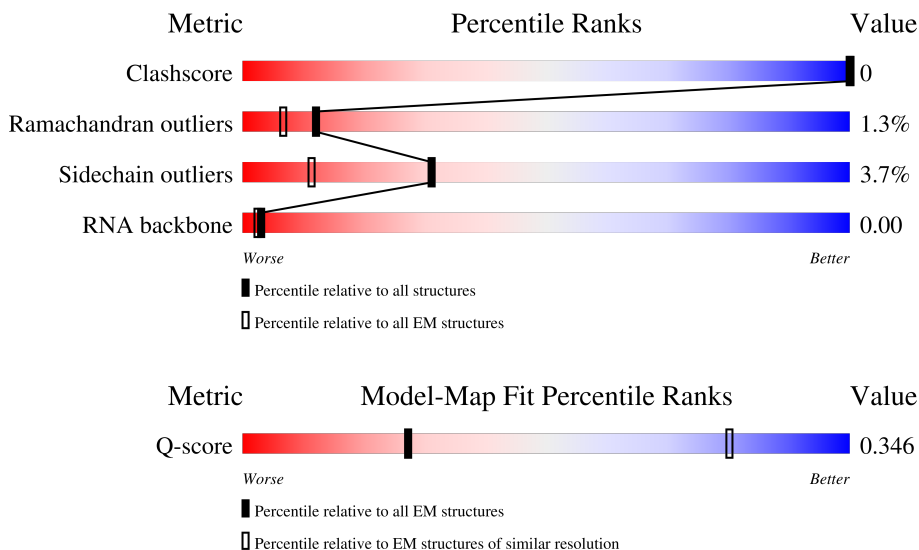 Metric Percentile Ranks Value
Clashscore 0
Ramachandran outliers 1.3%
Sidechain outliers 3.7%
RNA backbone 0.00
Worse Better
Percentile relative to all structures
Percentile relative to all EM structures
Metric Model-Map Fit Percentile Ranks Value
Q-score 0.346
Worse Better
Percentile relative to all EM structures
Percentile relative to EM structures of similar resolution